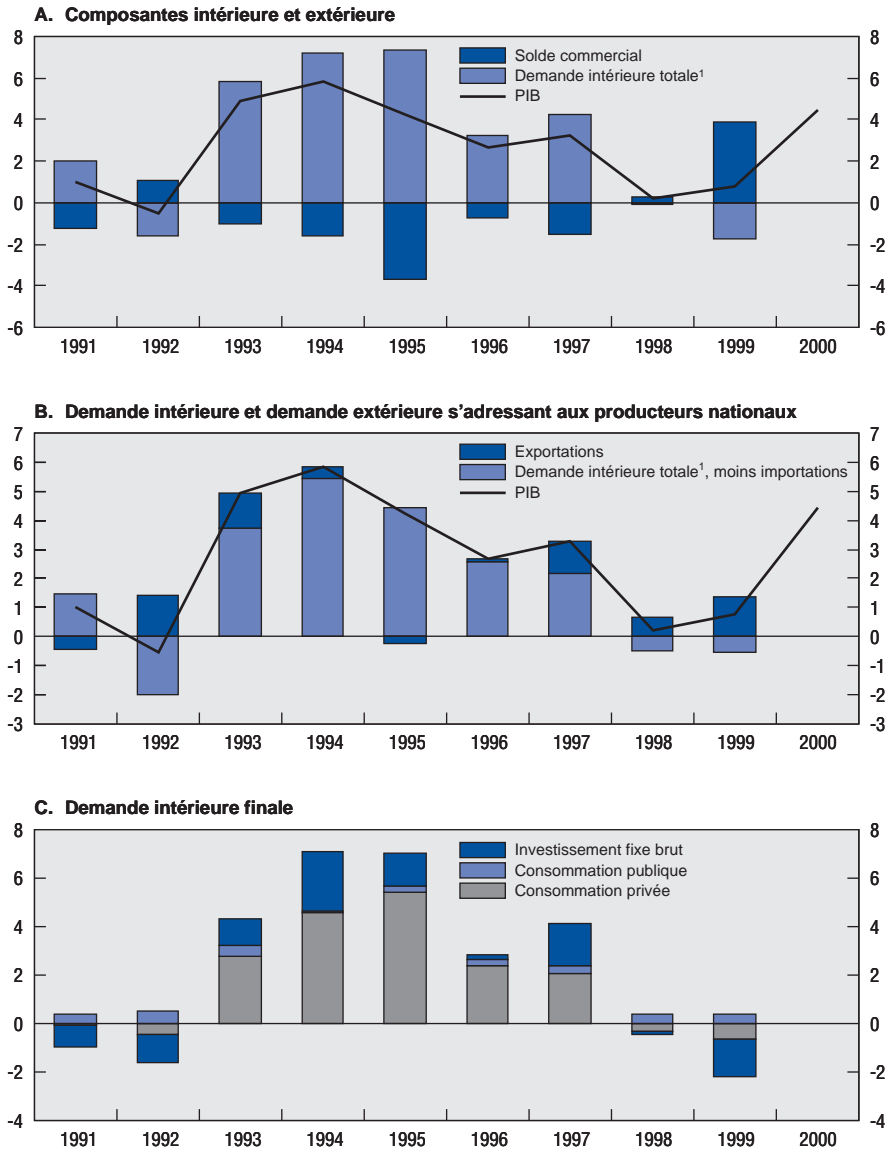 A. Composantes intérieure et extérieure
8 8
Solde commercial
6 6
Demande intérieure totale¹
PIB
4 4
2 2
0 0
-2 -2
-4 -4
-6 -6
1991 1992 1993 1994 1995 1996 1997 1998 1999 2000
B. Demande intérieure et demande extérieure s'adressant aux producteurs nationaux
7 7
Exportations
6 6
Demande intérieure totale¹, moins importations
5 5
PIB
4 4
3 3
2 2
1 1
0 0
-1 -1
-2 -2
-3 -3
1991 1992 1993 1994 1995 1996 1997 1998 1999 2000
C. Demande intérieure finale
8 8
Investissement fixe brut
Consommation publique
6 6
Consommation privée
4 4
2 2
0 0
-2 -2
-4 -4
1991 1992 1993 1994 1995 1996 1997 1998 1999 2000